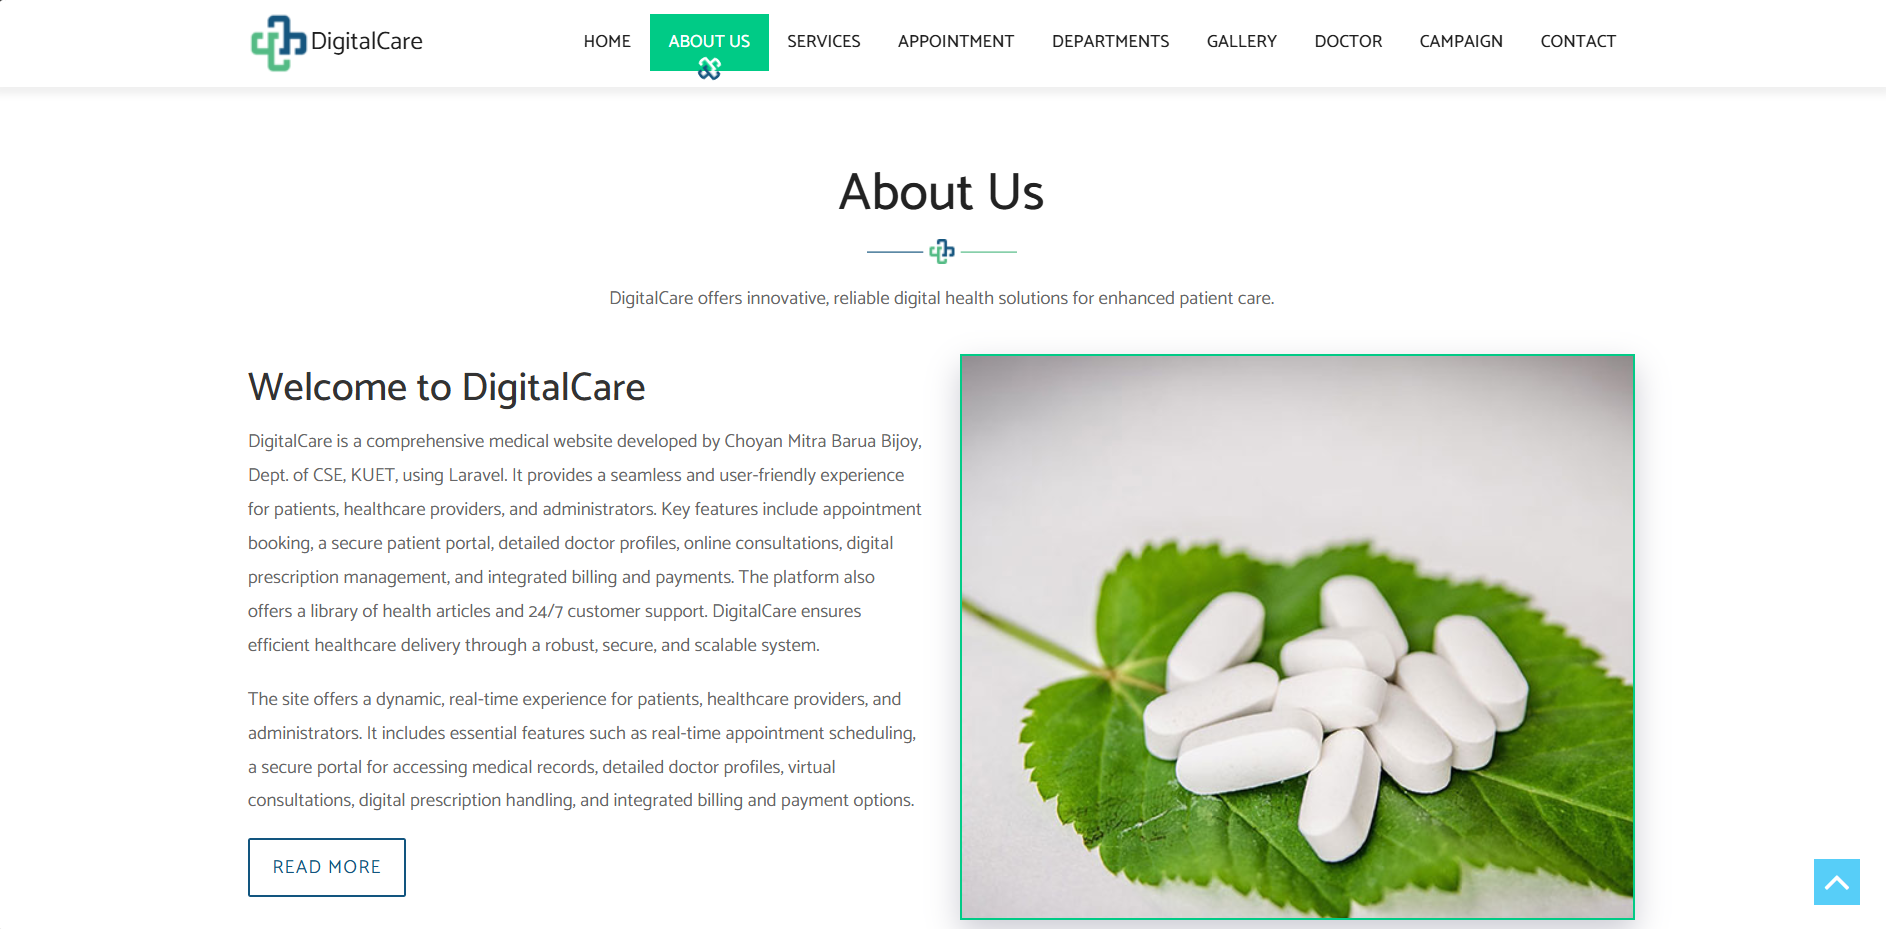 DigitalCare
HOME
ABOUT US
SERVICES
APPOINTMENT
DEPARTMENTS
GALLERY
DOCTOR
CAMPAIGN
CONTACT
About Us
DigitalCare offers innovative, reliable digital health solutions for enhanced patient care.
Welcome to DigitalCare
DigitalCare is a comprehensive medical website developed by Choyan Mitra Barua Bijoy,
Dept. of CSE, KUET, using Laravel. It provides a seamless and user-friendly experience
for patients, healthcare providers, and administrators. Key features include appointment
booking, a secure patient portal, detailed doctor profiles, online consultations, digital
prescription management, and integrated billing and payments. The platform also
offers a library of health articles and 24/7 customer support. DigitalCare ensures
efficient healthcare delivery through a robust, secure, and scalable system.
The site offers a dynamic, real-time experience for patients, healthcare providers, and
administrators. It includes essential features such as real-time appointment scheduling,
a secure portal for accessing medical records, detailed doctor profiles, virtual
consultations, digital prescription handling, and integrated billing and payment options.
READ MORE